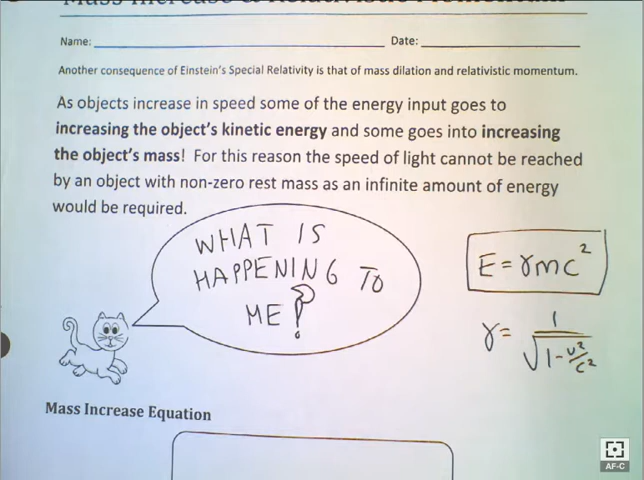 Mass Increase & Relativistic Momentum
Name: Date:
Another consequence of Einstein's Special Relativity is that of mass dilation and relativistic momentum.
As objects increase in speed some of the energy input goes to
increasing the object's kinetic energy and some goes into increasing
the object's mass! For this reason the speed of light cannot be reached
by an object with non-zero rest mass as an infinite amount of energy
would be required.
WHAT IS
HAPPENING TO
ME?
E = γmc²
γ = 1/√(1-v²/c²)
Mass Increase Equation
AF-C